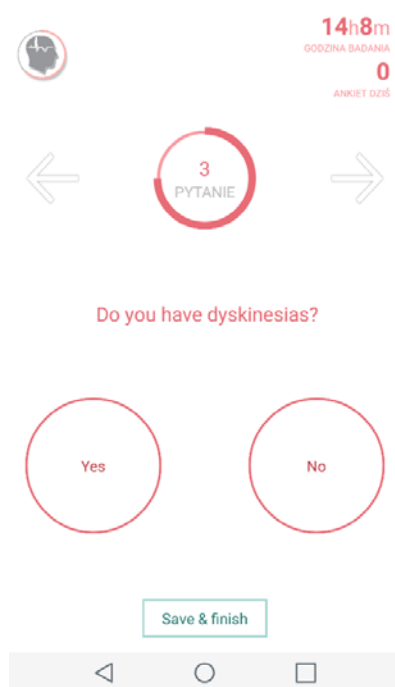 14h8m
GODZINA BADANIA
0
ANKIET DZIŚ
3
PYTANIE
Do you have dyskinesias?
Yes
No
Save & finish